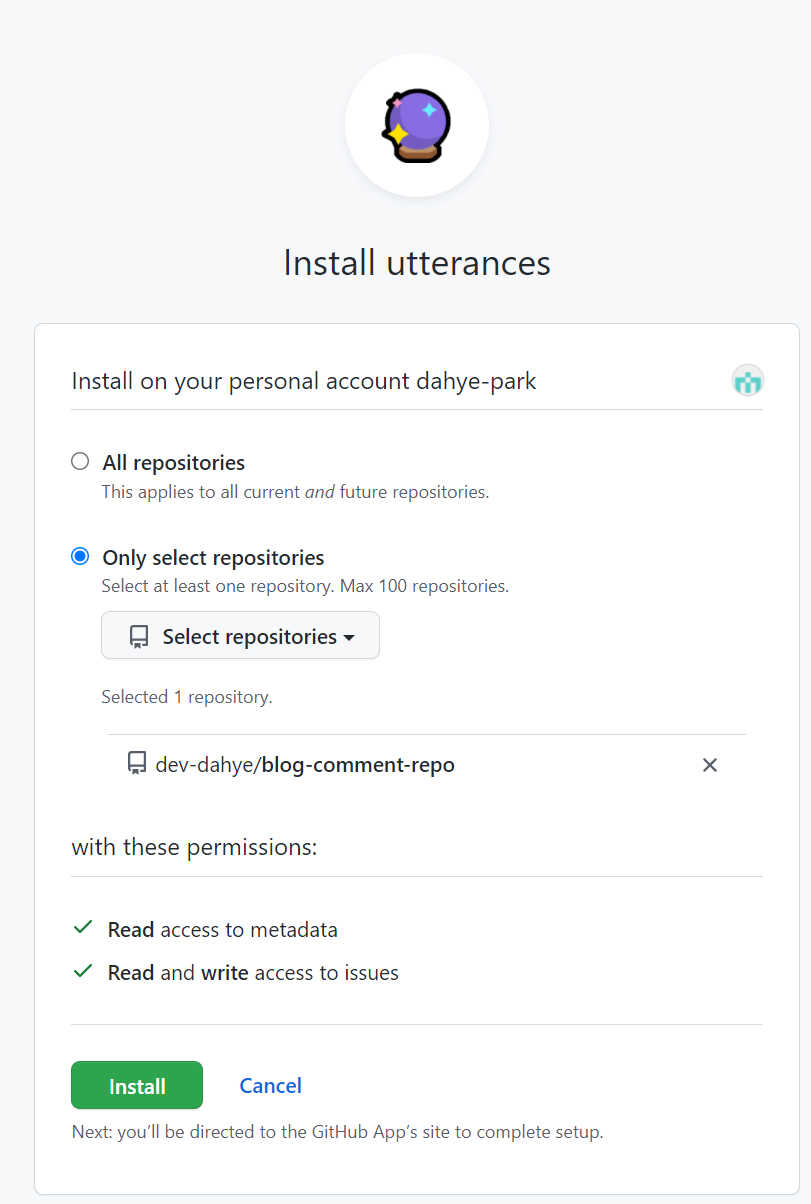 Install utterances
Install on your personal account dahye-park
All repositories
This applies to all current and future repositories.
Only select repositories
Select at least one repository. Max 100 repositories.
Select repositories
Selected 1 repository.
dev-dahye/blog-comment-repo
with these permissions:
Read access to metadata
Read and write access to issues
Install Cancel
Next: you’ll be directed to the GitHub App’s site to complete setup.